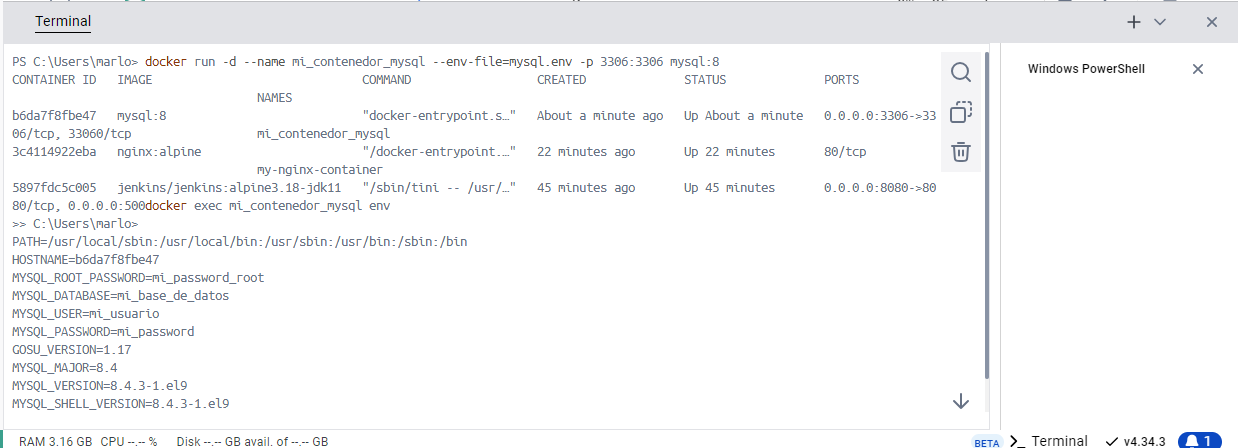 Terminal
PS C:\Users\marlo> docker run -d --name mi_contenedor_mysql --env-file=mysql.env -p 3306:3306 mysql:8
CONTAINER ID   IMAGE   COMMAND   CREATED   STATUS   PORTS
NAMES
b6da7f8fbe47   mysql:8   "docker-entrypoint.s…"   About a minute ago   Up About a minute   0.0.0.0:3306->33
06/tcp, 33060/tcp   mi_contenedor_mysql
3c4114922eba   nginx:alpine   "/docker-entrypoint.…"   22 minutes ago   Up 22 minutes   80/tcp
my-nginx-container
5897fdc5c005   jenkins/jenkins:alpine3.18-jdk11   "/sbin/tini -- /usr/…"   45 minutes ago   Up 45 minutes   0.0.0.0:8080->80
80/tcp, 0.0.0.0:500docker exec mi_contenedor_mysql env
>> C:\Users\marlo>
PATH=/usr/local/sbin:/usr/local/bin:/usr/sbin:/usr/bin:/sbin:/bin
HOSTNAME=b6da7f8fbe47
MYSQL_ROOT_PASSWORD=mi_password_root
MYSQL_DATABASE=mi_base_de_datos
MYSQL_USER=mi_usuario
MYSQL_PASSWORD=mi_password
GOSU_VERSION=1.17
MYSQL_MAJOR=8.4
MYSQL_VERSION=8.4.3-1.el9
MYSQL_SHELL_VERSION=8.4.3-1.el9
Windows PowerShell
RAM 3.16 GB   CPU --.-- %   Disk --.-- GB avail. of --.-- GB   BETA   >_ Terminal   v4.34.3   1